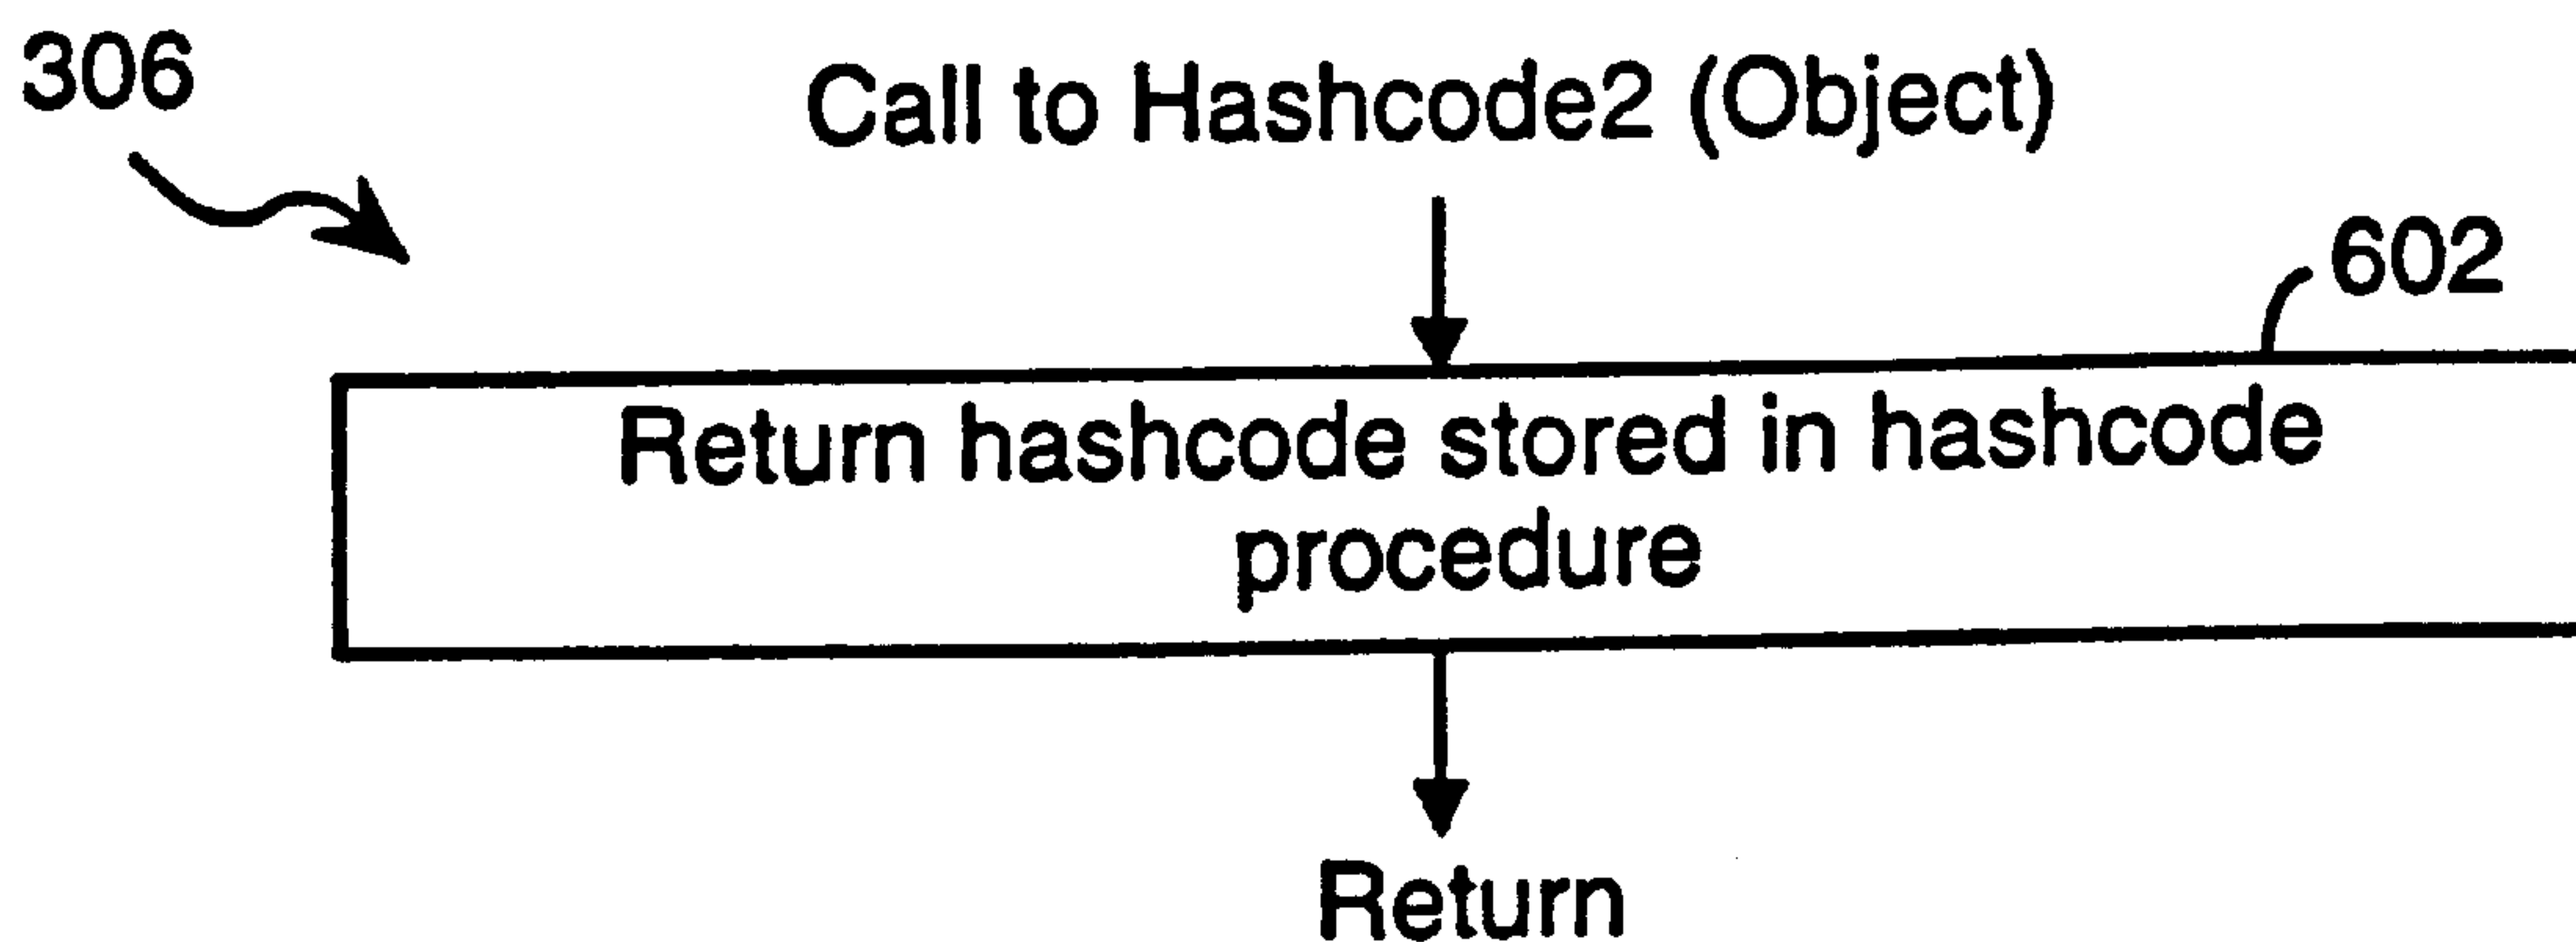 306
Call to Hashcode2 (Object)
602
Return hashcode stored in hashcode
procedure
Return